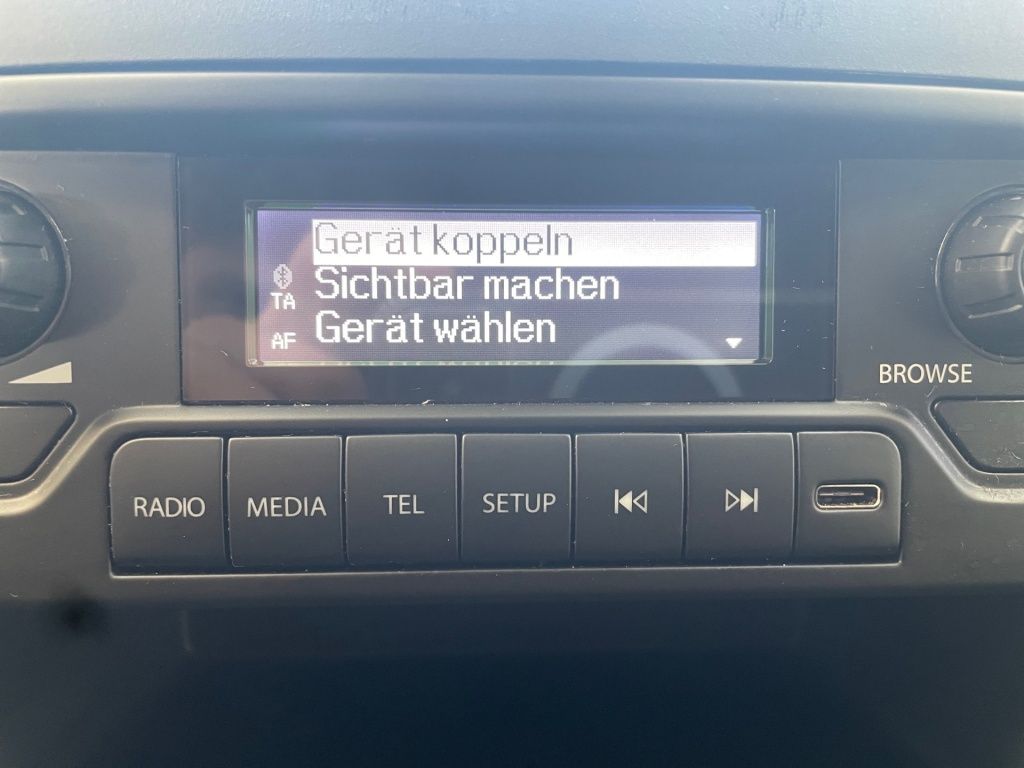 Gerät koppeln
Sichtbar machen
TA
Gerät wählen
AF
BROWSE
RADIO
MEDIA
TEL
SETUP